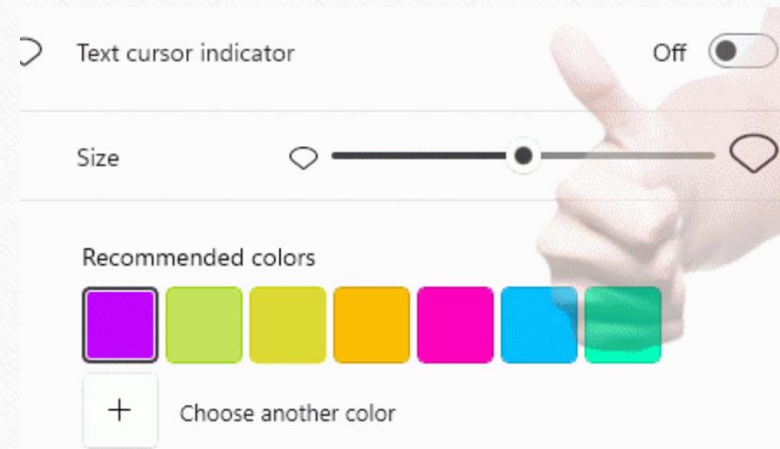 Text cursor indicator Off
Size
Recommended colors
Choose another color